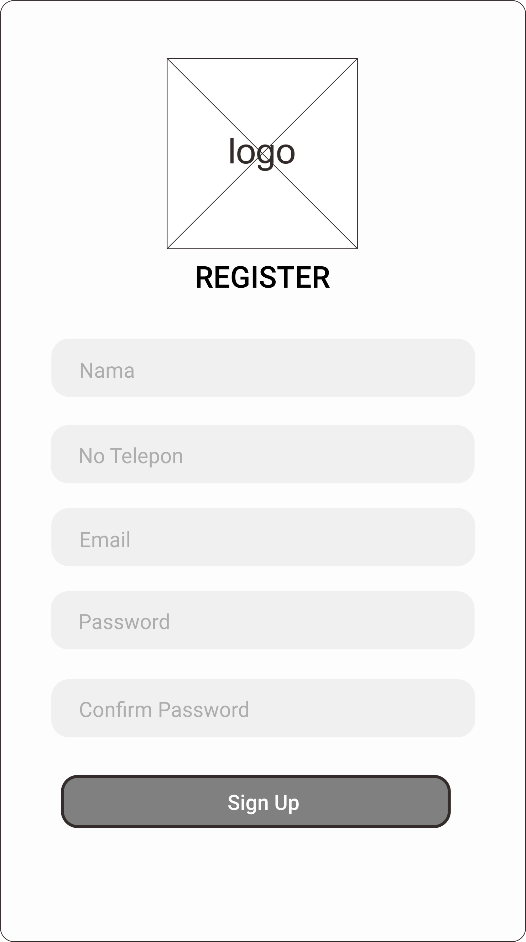 logo
REGISTER
Nama
No Telepon
Email
Password
Confirm Password
Sign Up